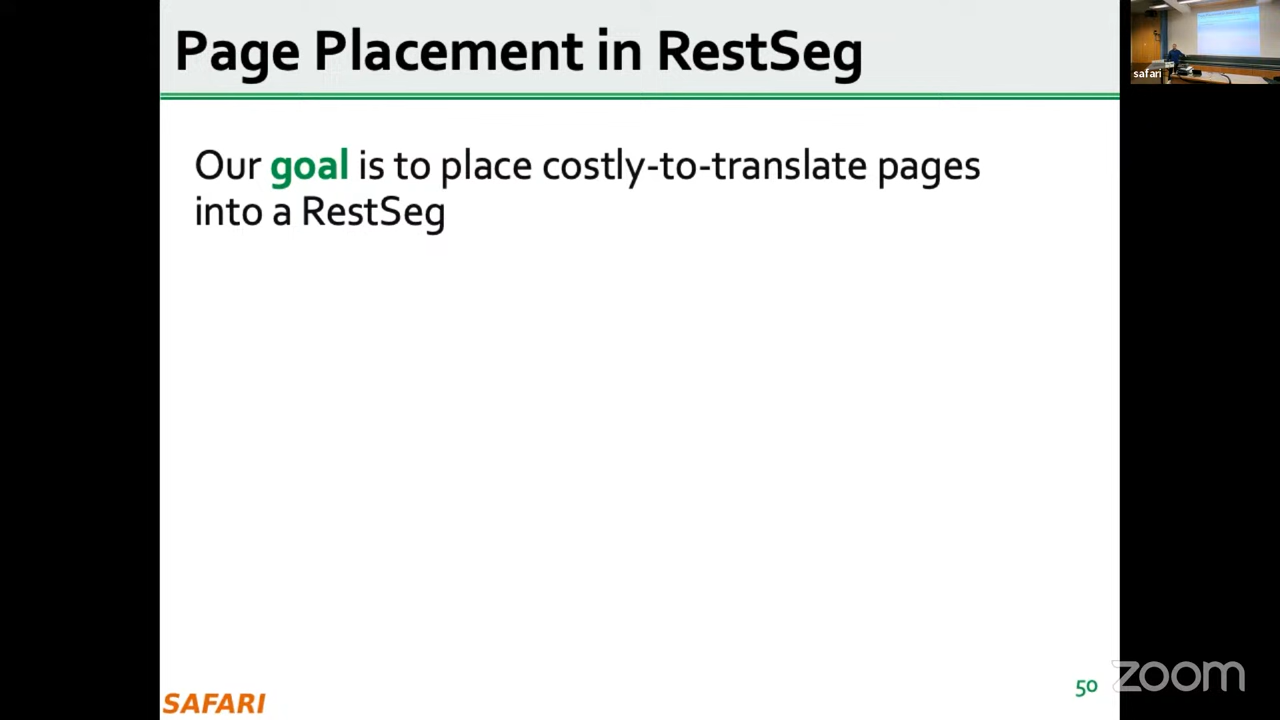 Page Placement in RestSeg
safari
Our goal is to place costly-to-translate pages
into a RestSeg
SAFARI
50
zoom